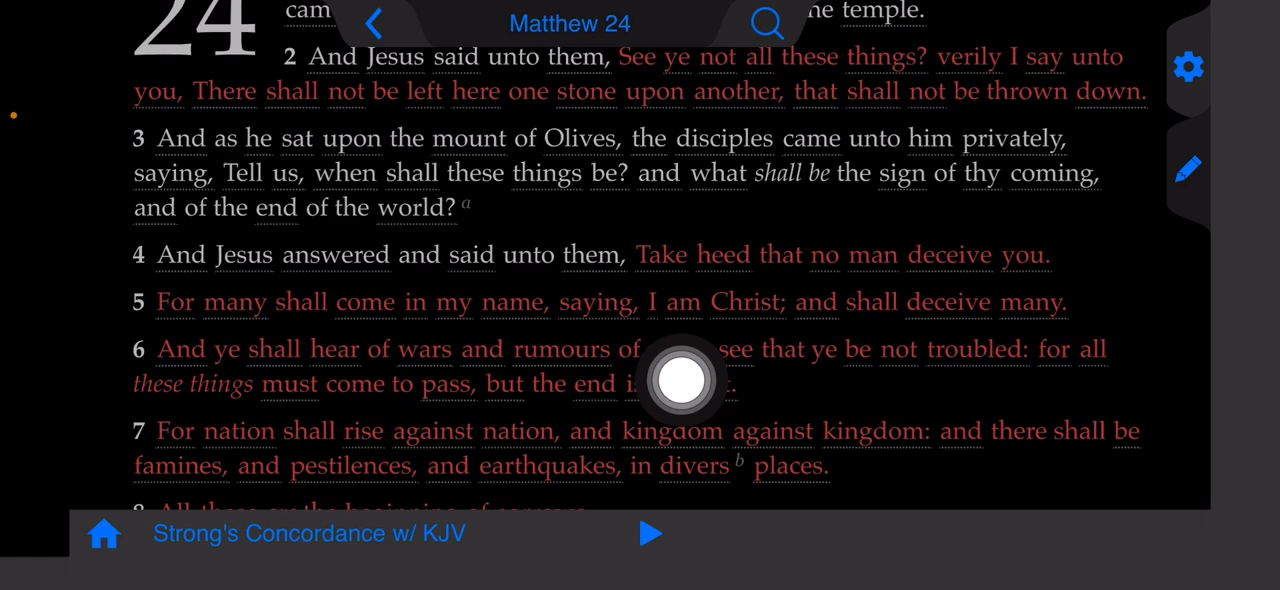 Matthew 24
24
cam he temple.
2 And Jesus said unto them, See ye not all these things? verily I say unto
you, There shall not be left here one stone upon another, that shall not be thrown down.
3 And as he sat upon the mount of Olives, the disciples came unto him privately,
saying, Tell us, when shall these things be? and what shall be the sign of thy coming,
and of the end of the world? a
4 And Jesus answered and said unto them, Take heed that no man deceive you.
5 For many shall come in my name, saying, I am Christ; and shall deceive many.
6 And ye shall hear of wars and rumours of see that ye be not troubled: for all
these things must come to pass, but the end
7 For nation shall rise against nation, and kingdom against kingdom: and there shall be
famines, and pestilences, and earthquakes, in divers b places.
Strong's Concordance w/ KJV